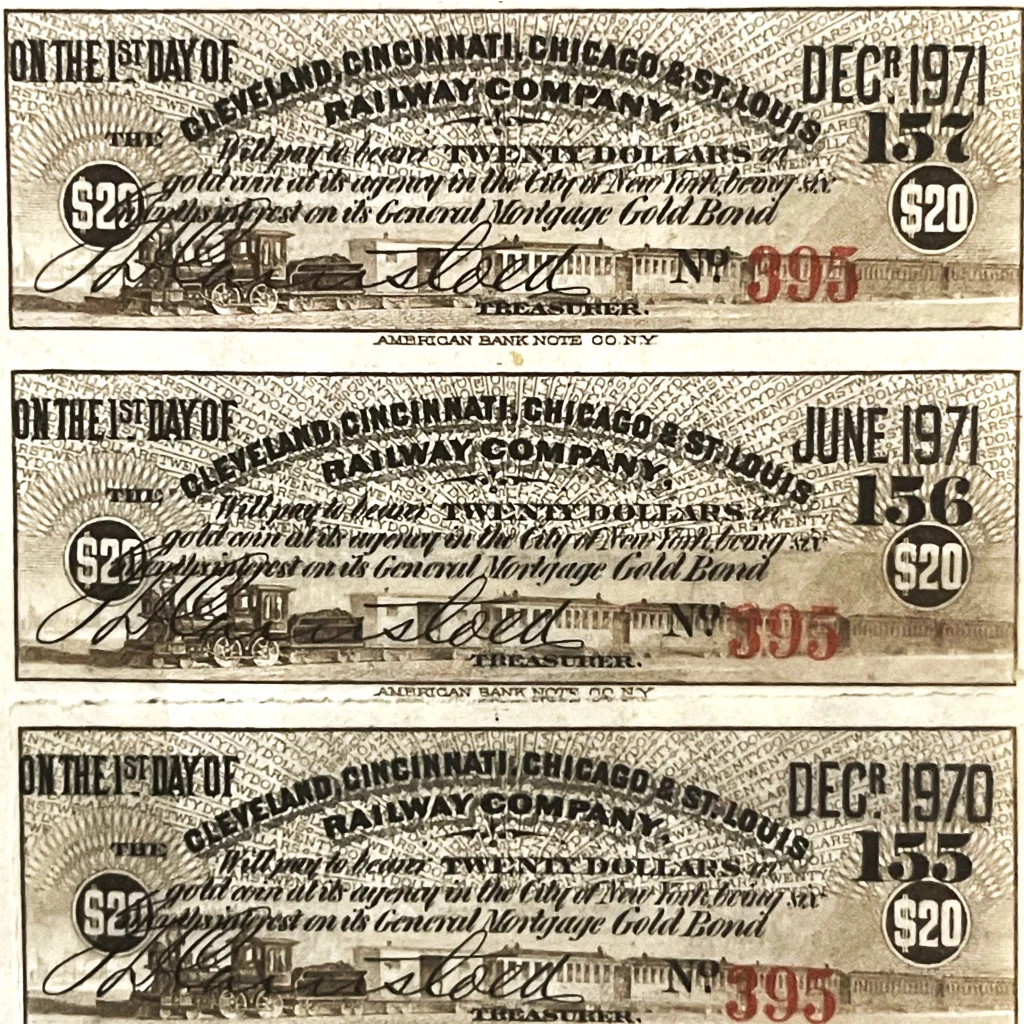 ON THE 1ST DAY OF
DECR. 1971
CLEVELAND, CINCINNATI, CHICAGO & ST. LOUIS
RAILWAY COMPANY,
157
THE
Will pay to bearer TWENTY DOLLARS in
gold coin at its agency in the City of New York, being six
$20
months interest on its General Mortgage Gold Bond
$20
No. 395
TREASURER.
AMERICAN BANK NOTE CO. N.Y.
ON THE 1ST DAY OF
JUNE 1971
CLEVELAND, CINCINNATI, CHICAGO & ST. LOUIS
RAILWAY COMPANY,
156
THE
Will pay to bearer TWENTY DOLLARS in
gold coin at its agency in the City of New York, being six
$20
months interest on its General Mortgage Gold Bond
$20
No. 395
TREASURER.
AMERICAN BANK NOTE CO. N.Y.
ON THE 1ST DAY OF
DECR. 1970
CLEVELAND, CINCINNATI, CHICAGO & ST. LOUIS
RAILWAY COMPANY,
155
THE
Will pay to bearer TWENTY DOLLARS in
gold coin at its agency in the City of New York, being six
$20
months interest on its General Mortgage Gold Bond
$20
No. 395
TREASURER.